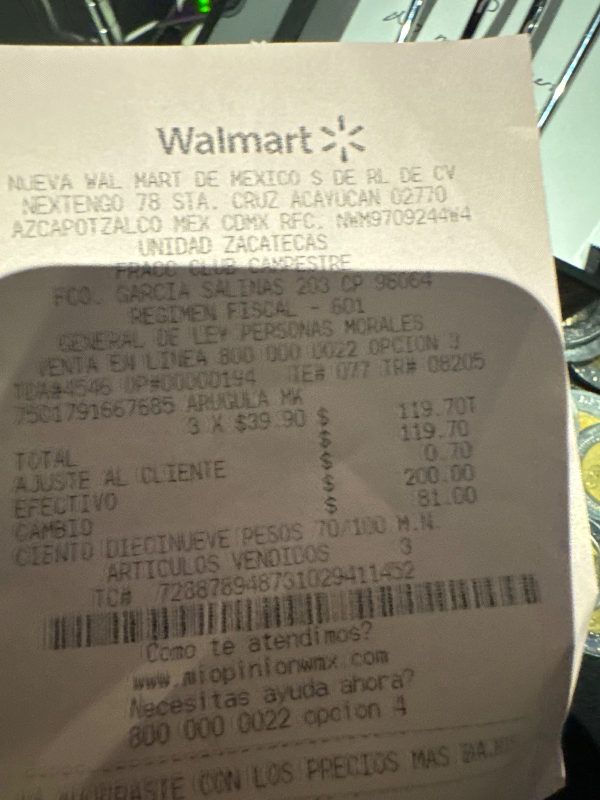 Walmart
NUEVA WAL MART DE MEXICO S DE RL DE CV
NEXTENGO 78 STA. CRUZ ACAYUCAN 02770
AZCAPOTZALCO MEX CDMX RFC. NWM9709244W4
UNIDAD ZACATECAS
FRACC CLUB CAMPESTRE
FCO. GARCIA SALINAS 203 CP 98064
REGIMEN FISCAL - 601
GENERAL DE LEY PERSONAS MORALES
VENTA EN LINEA 800 000 0022 OPCION 3
TDA#4546 OP#00000194 TE# 077 TR# 08205
7501791667685 ARUGULA MK
3 X $39.90 $ 119.70T
TOTAL $ 119.70
AJUSTE AL CLIENTE $ 0.70
EFECTIVO $ 200.00
CAMBIO $ 81.00
CIENTO DIECINUEVE PESOS 70/100 M.N.
ARTICULOS VENDIDOS 3
TC# 728878948731029411452
Como te atendimos?
www.miopinionwmx.com
Necesitas ayuda ahora?
800 000 0022 opcion 4
CON LOS PRECIOS MAS